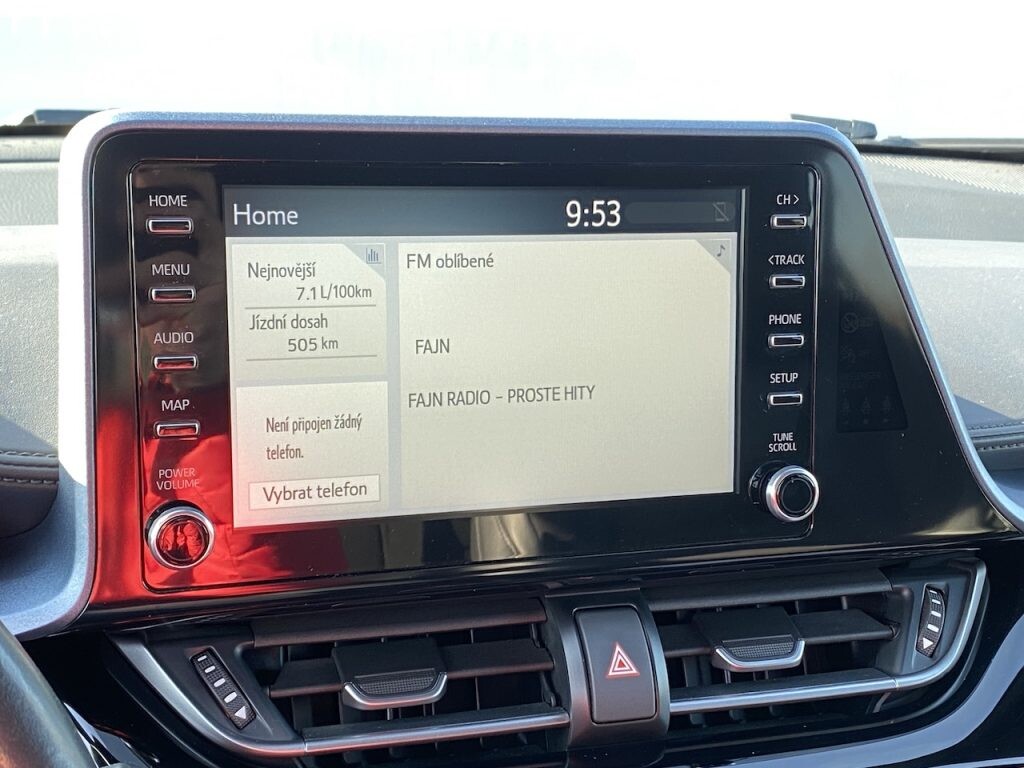 HOME
MENU
AUDIO
MAP
POWER
VOLUME
Home
9:53
Nejnovější
7.1 L/100km
Jízdní dosah
505 km
Není připojen žádný
telefon.
Vybrat telefon
FM oblíbené
FAJN
FAJN RADIO - PROSTE HITY
CH >
< TRACK
PHONE
SETUP
TUNE
SCROLL